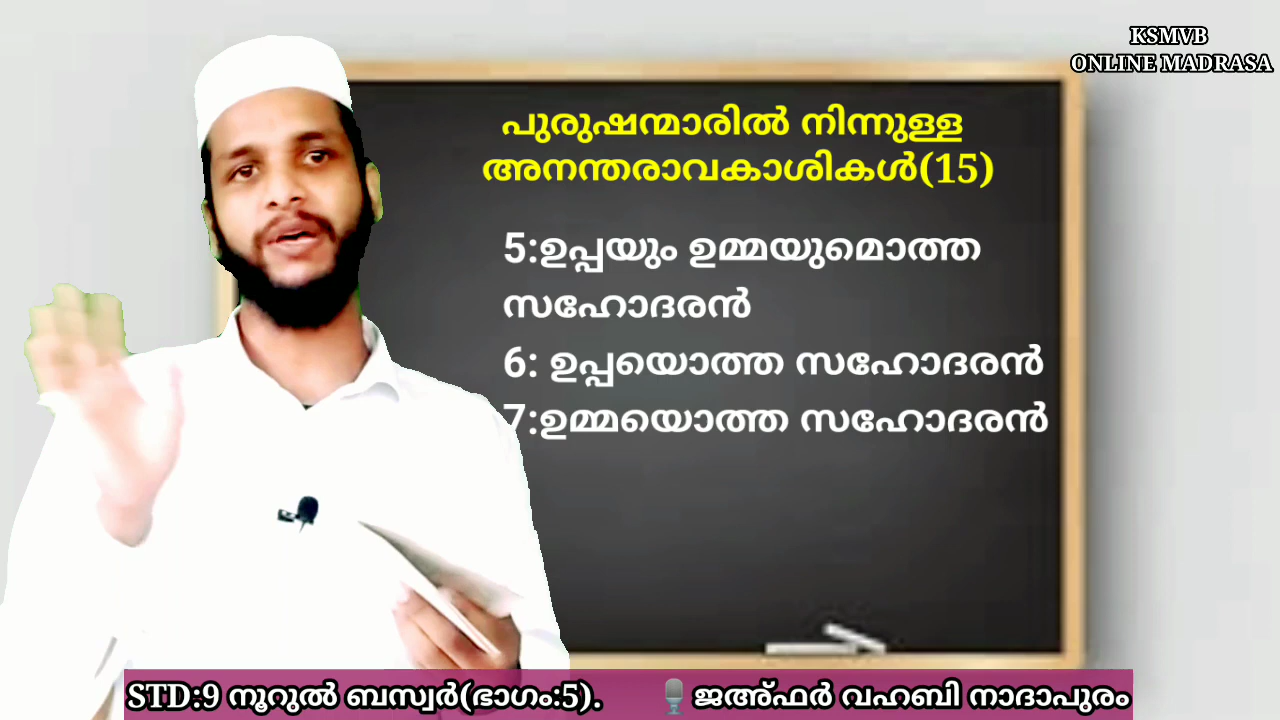 KSMVB
ONLINE MADRASA
പുരുഷന്മാരിൽ നിന്നുള്ള
അനന്തരാവകാശികൾ(15)
5:ഉപ്പയും ഉമ്മയുമൊത്ത
സഹോദരൻ
6: ഉപ്പയൊത്ത സഹോദരൻ
7:ഉമ്മയൊത്ത സഹോദരൻ
STD:9 നൂറുൽ ബസ്വർ(ഭാഗം:5). ജഅ്ഫർ വഹബി നാദാപുരം